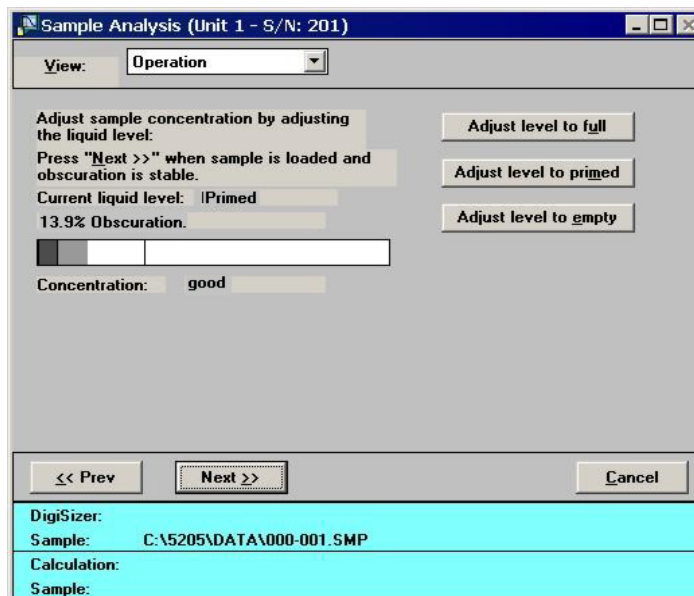 Sample Analysis (Unit 1 - S/N: 201)
View: Operation
Adjust sample concentration by adjusting
the liquid level:
Press "Next >>" when sample is loaded and
obscuration is stable.
Current liquid level: Primed
13.9% Obscuration.
Concentration: good
Adjust level to full
Adjust level to primed
Adjust level to empty
<< Prev
Next >>
Cancel
DigiSizer:
Sample: C:\5205\DATA\000-001.SMP
Calculation:
Sample: